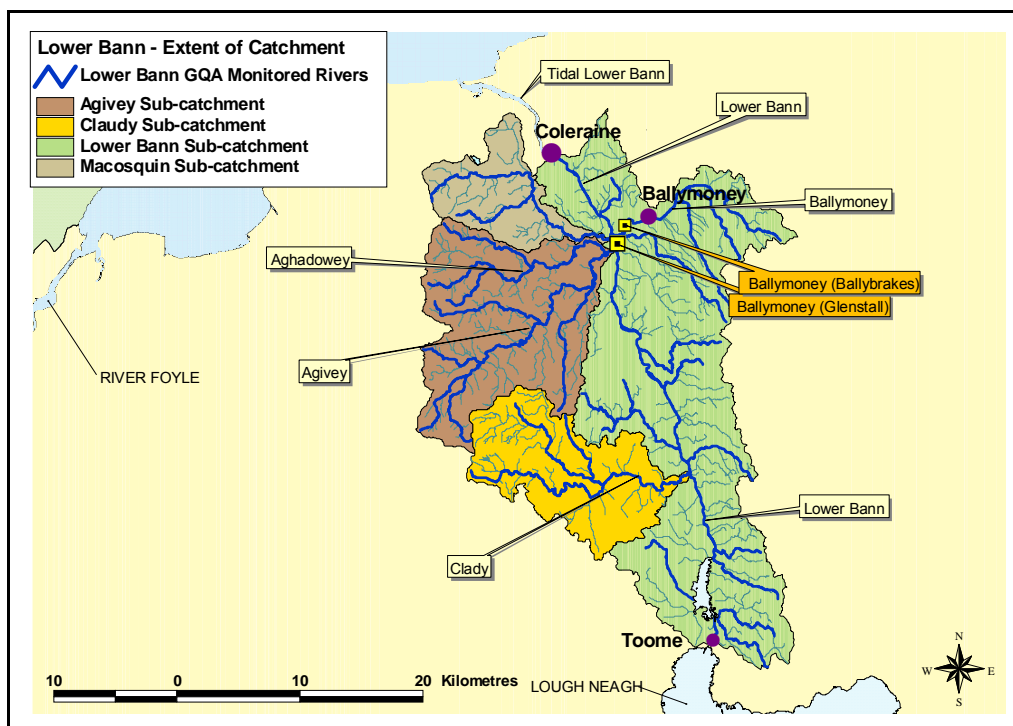 Lower Bann - Extent of Catchment
Lower Bann GQA Monitored Rivers
Agivey Sub-catchment
Claudy Sub-catchment
Lower Bann Sub-catchment
Macosquin Sub-catchment
Tidal Lower Bann
Lower Bann
Coleraine
Ballymoney
Ballymoney
Aghadowey
Ballymoney (Ballybrakes)
Ballymoney (Glenstall)
Agivey
RIVER FOYLE
Lower Bann
Clady
Toome
N
W E
S
10 0 10 20 Kilometres
LOUGH NEAGH